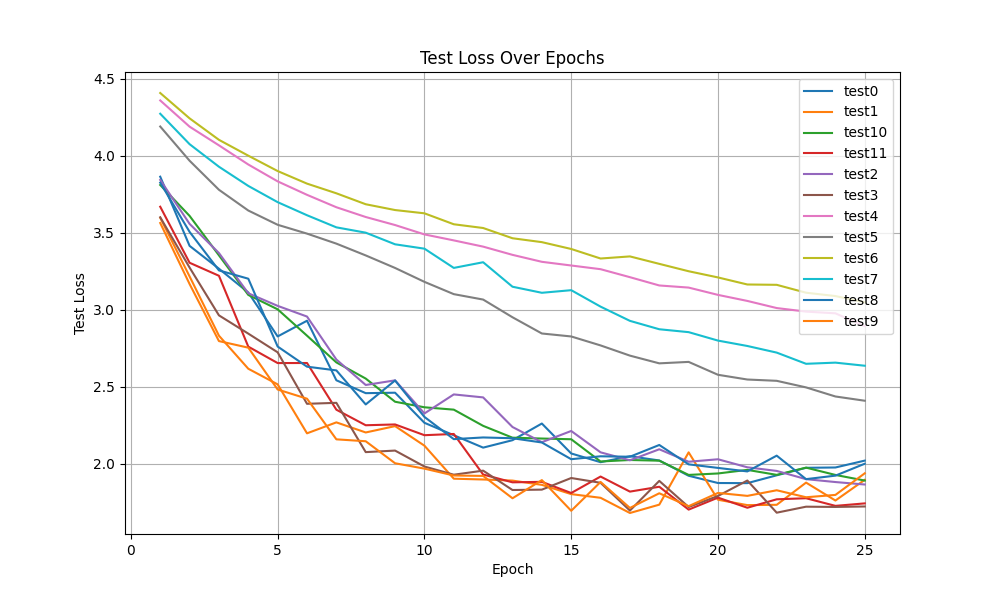 Test Loss Over Epochs
4.5
4.0
3.5
3.0
2.5
2.0
Test Loss
0 5 10 15 20 25
Epoch
test0
test1
test10
test11
test2
test3
test4
test5
test6
test7
test8
test9